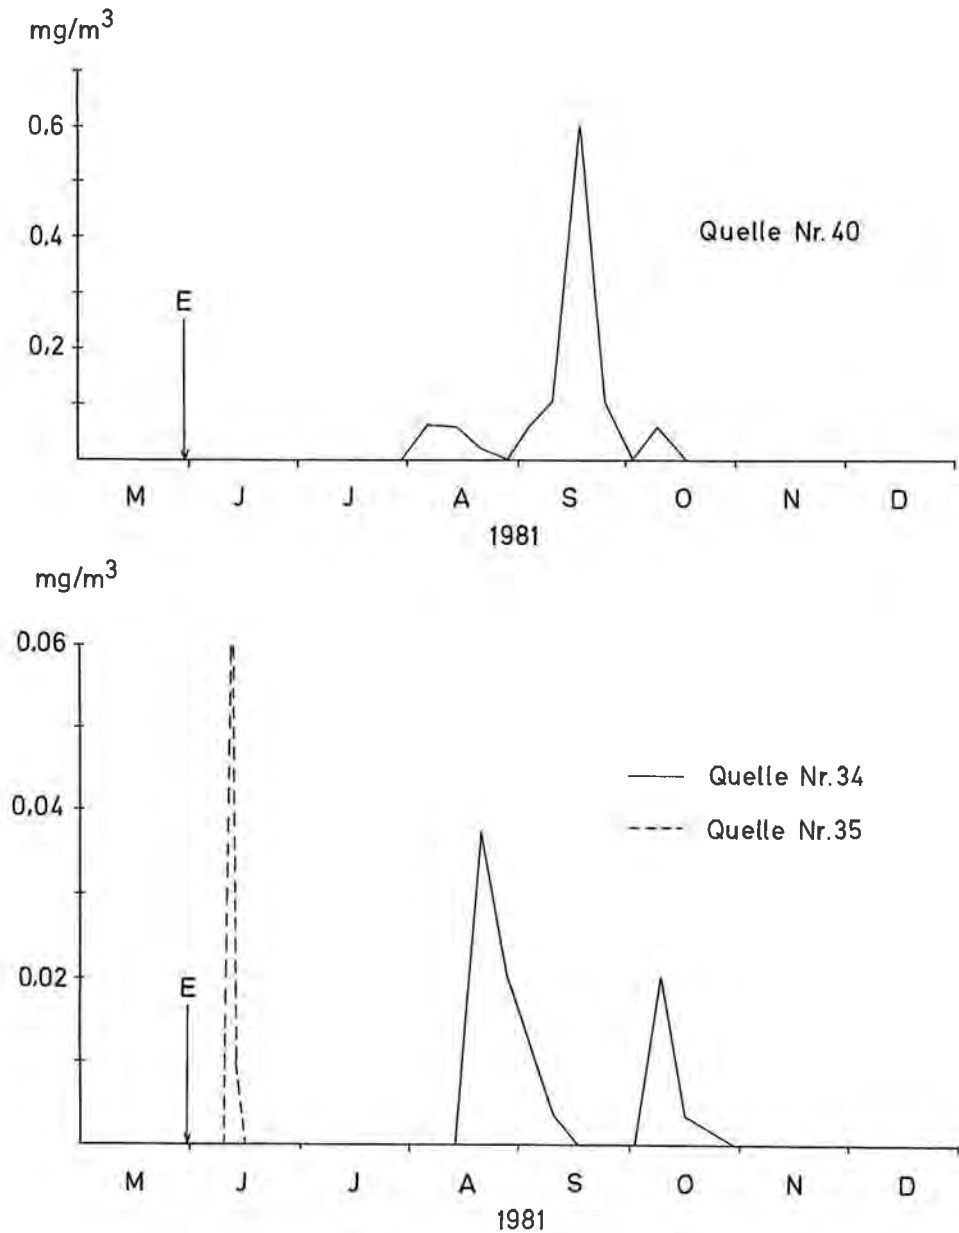 mg/m³
0,6
0,4
0,2
E
Quelle Nr. 40
M J J A S O N D
1981
mg/m³
0.06
0,04
0.02
E
Quelle Nr. 34
Quelle Nr. 35
M J J A S O N D
1981